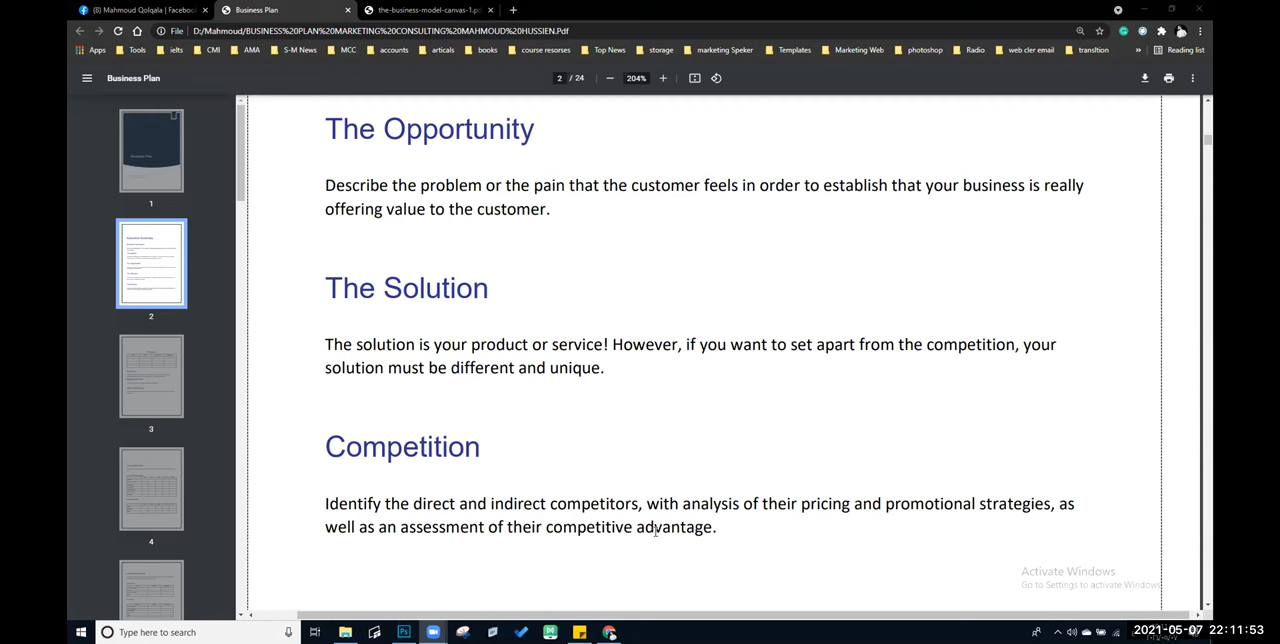 (8) Mahmoud Qolqala | Faceboo
Business Plan
the-business-model-canvas-1.pd
File
D:/Mahmoud/BUSINESS%20PLAN%20MARKETING%20CONSULTING%20MAHMOUD%20HUSSIEN.Pdf
Apps Tools ielts CMI AMA S-M News MCC accounts articals books course resorses Top News storage marketing Speker Templates Marketing Web photoshop Radio web cler email transltion » Reading list
Business Plan
2 / 24
204%
The Opportunity
Describe the problem or the pain that the customer feels in order to establish that your business is really
offering value to the customer.
The Solution
The solution is your product or service! However, if you want to set apart from the competition, your
solution must be different and unique.
Competition
Identify the direct and indirect competitors, with analysis of their pricing and promotional strategies, as
well as an assessment of their competitive advantage.
1
2
3
4
Activate Windows
Go to Settings to activate Windows.
Type here to search
2021-05-07 22:11:53